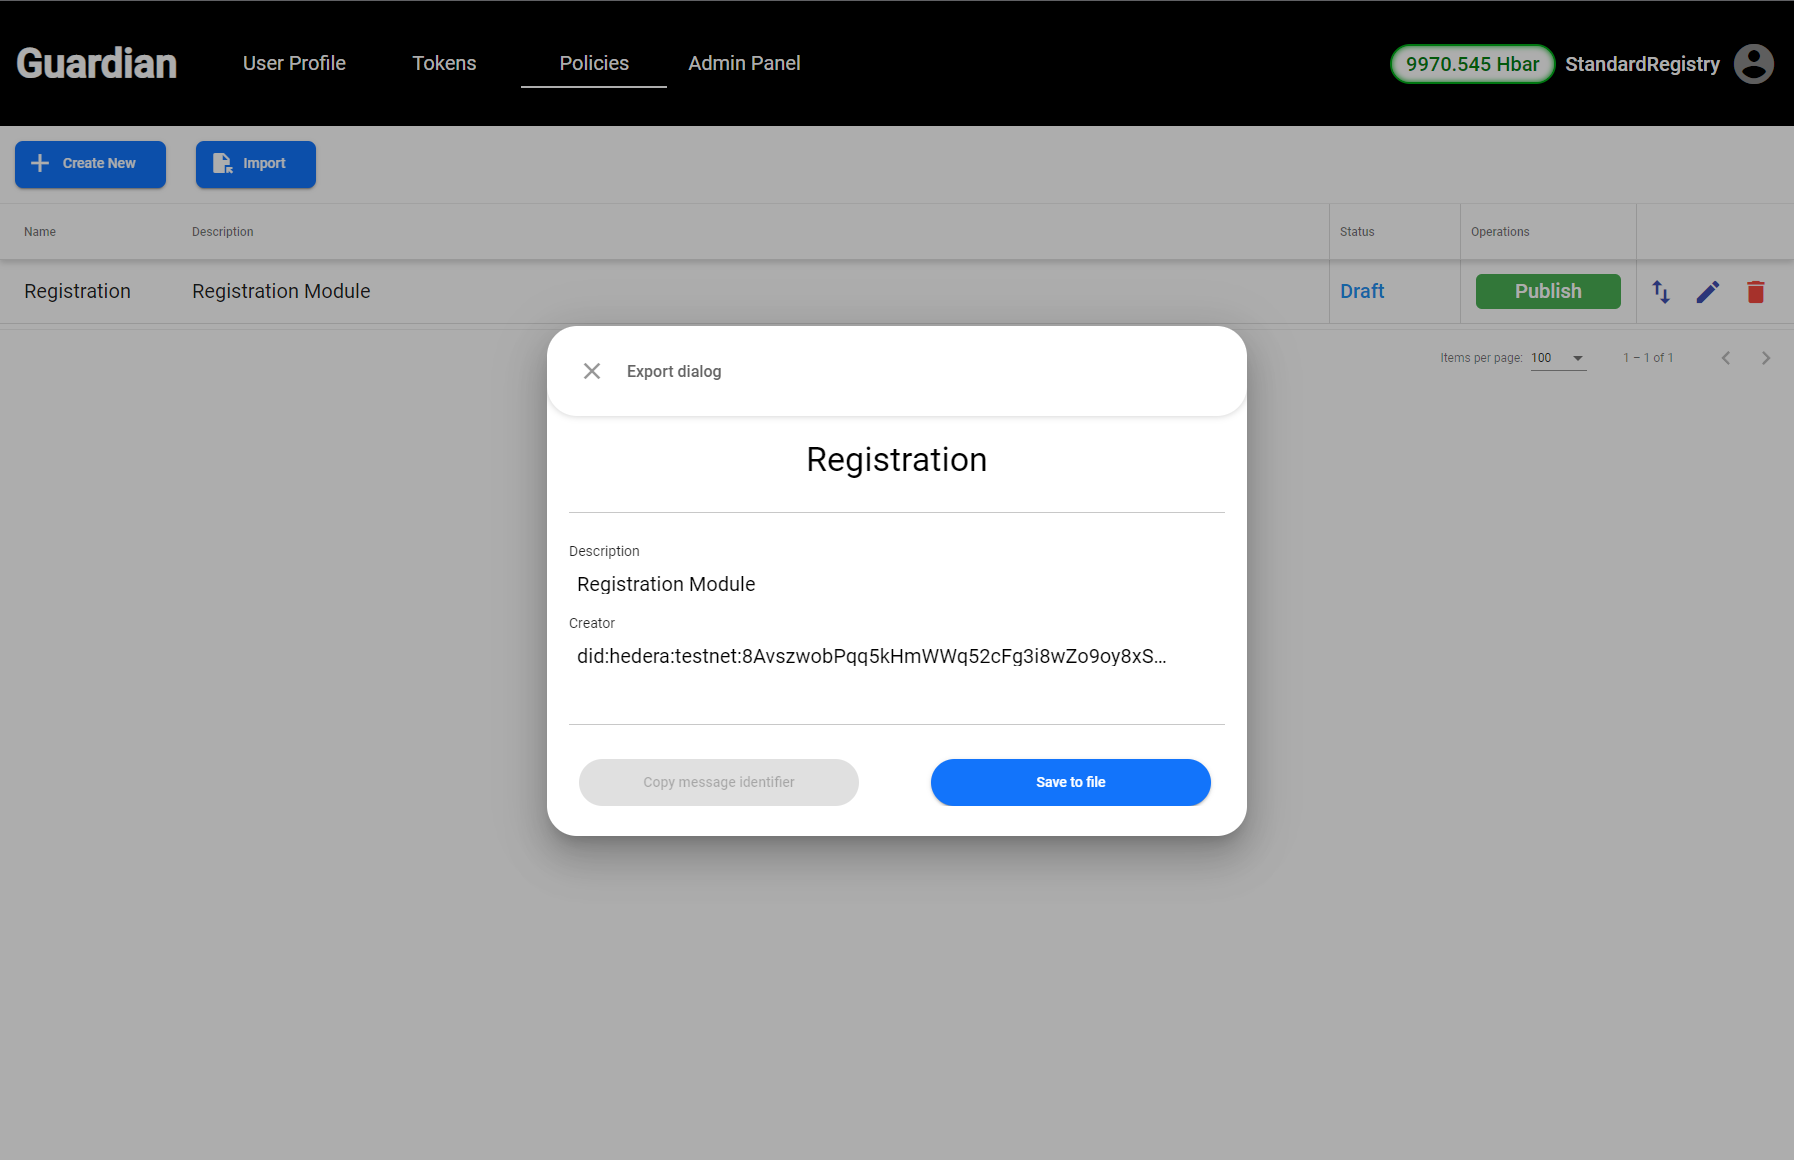 Guardian User Profile Tokens Policies Admin Panel 9970.545 Hbar StandardRegistry
Create New Import
Name Description Status Operations
Registration Registration Module Draft Publish
Items per page: 100 1 – 1 of 1
Export dialog
Registration
Description
Registration Module
Creator
did:hedera:testnet:8AvszwobPqq5kHmWWq52cFg3i8wZo9oy8xS...
Copy message identifier Save to file